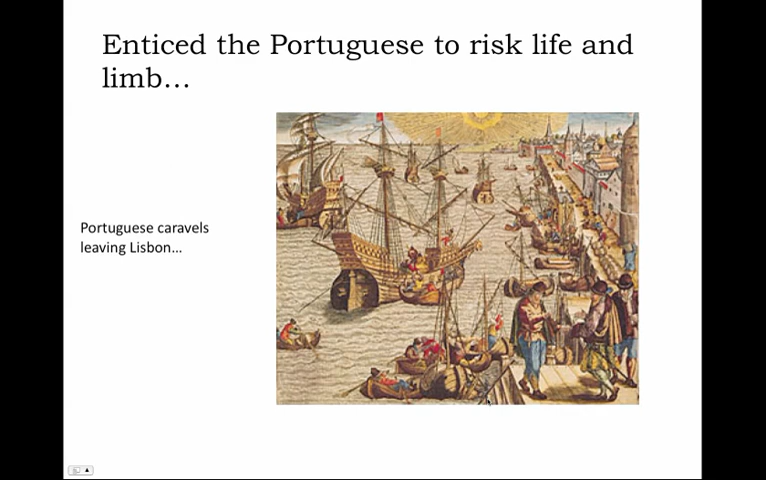 Enticed the Portuguese to risk life and
limb…
Portuguese caravels
leaving Lisbon…